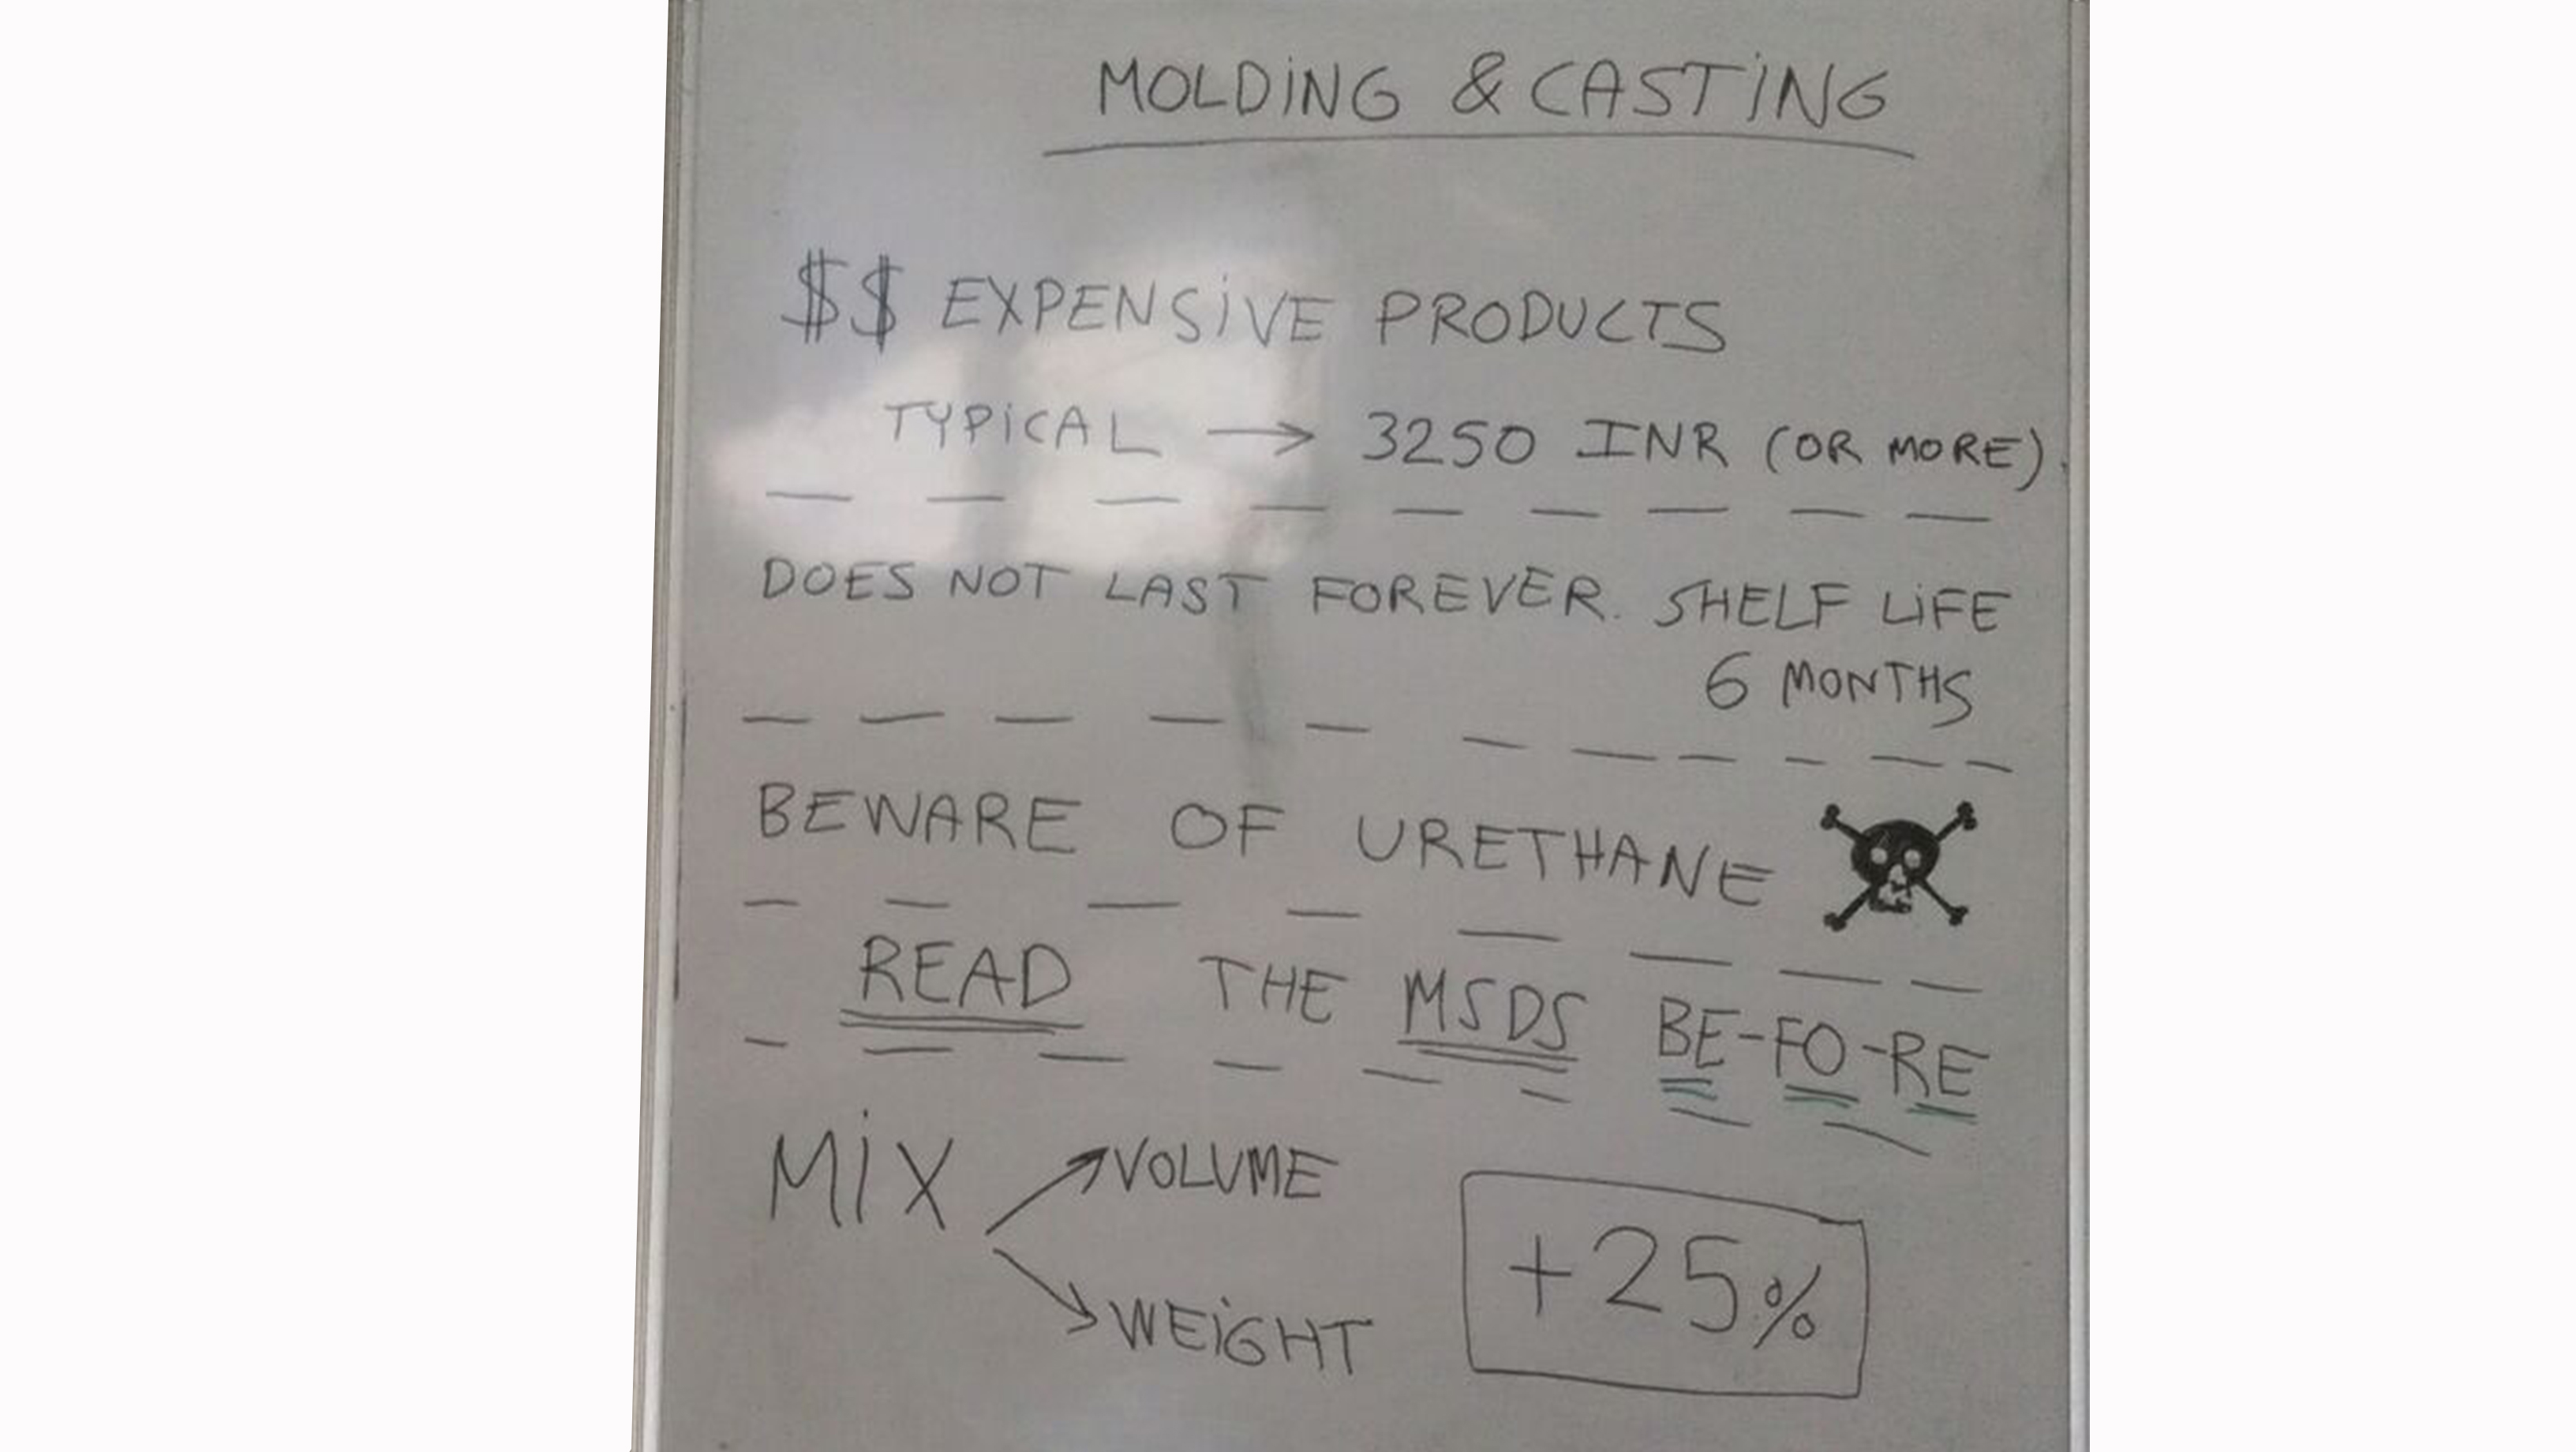 MOLDiNG & CASTiNG
$$ EXPENSiVE PRODUCTS
TYPiCAL → 3250 INR (OR MORE).
DOES NOT LAST FOREVER. SHELF LiFE
6 MONTHS
BEWARE OF URETHANE
READ THE MSDS BE-FO-RE
MiX
VOLUME
WEiGHT
+25%